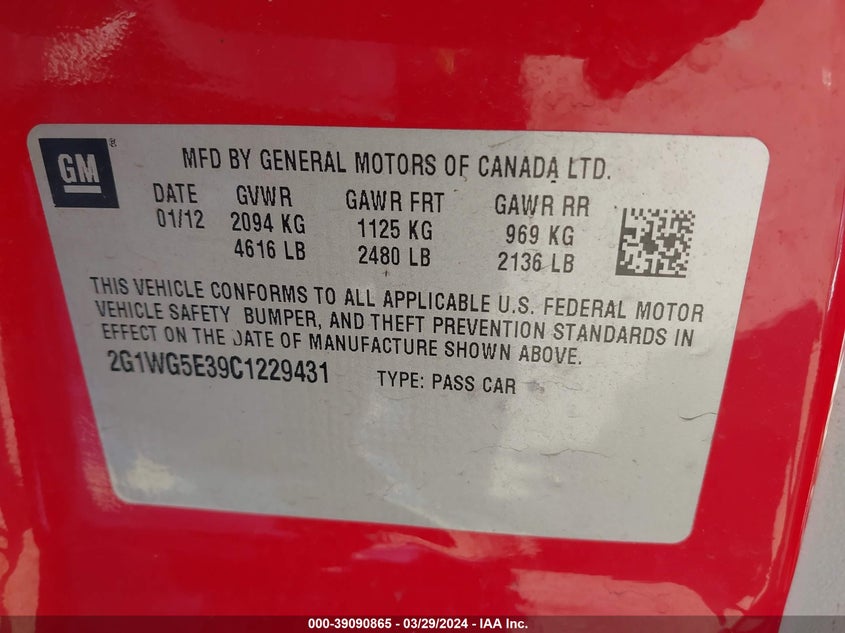 GM
MFD BY GENERAL MOTORS OF CANADA LTD.
DATE GVWR GAWR FRT GAWR RR
01/12 2094 KG 1125 KG 969 KG
4616 LB 2480 LB 2136 LB
THIS VEHICLE CONFORMS TO ALL APPLICABLE U.S. FEDERAL MOTOR
VEHICLE SAFETY BUMPER, AND THEFT PREVENTION STANDARDS IN
EFFECT ON THE DATE OF MANUFACTURE SHOWN ABOVE.
2G1WG5E39C1229431 TYPE: PASS CAR
000-39090865 / 03/29/2024 - IAA Inc.